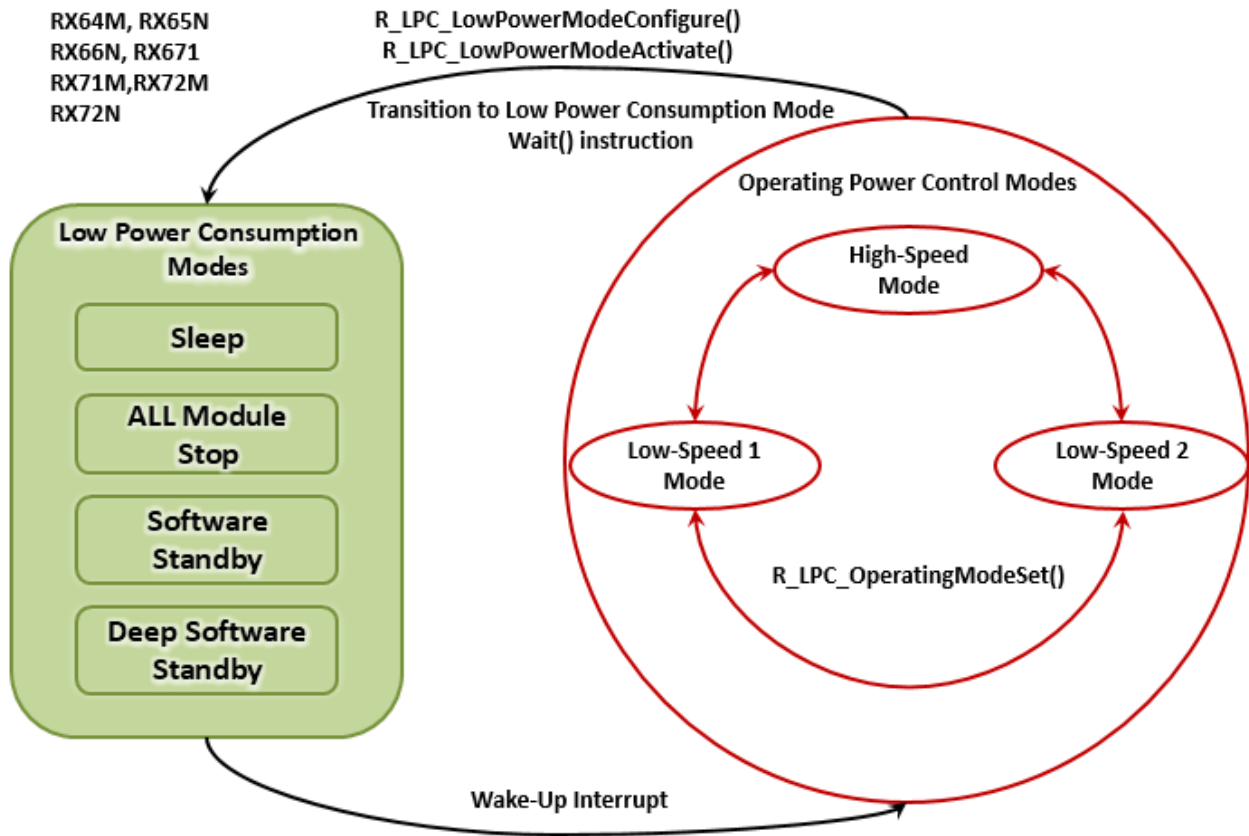 RX64M, RX65N
RX66N, RX671
RX71M,RX72M
RX72N
R_LPC_LowPowerModeConfigure()
R_LPC_LowPowerModeActivate()
Transition to Low Power Consumption Mode
Wait() instruction
Low Power Consumption
Modes
Sleep
ALL Module
Stop
Software
Standby
Deep Software
Standby
Operating Power Control Modes
High-Speed
Mode
Low-Speed 1
Mode
Low-Speed 2
Mode
R_LPC_OperatingModeSet()
Wake-Up Interrupt